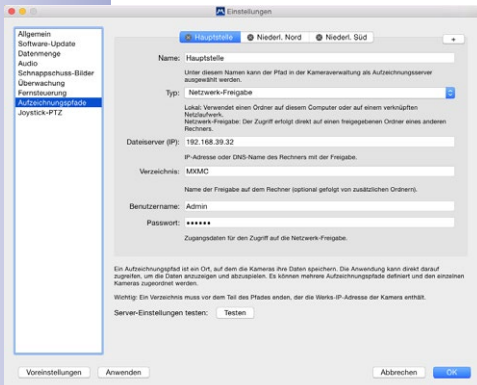 Einstellungen
Allgemein
Software-Update
Datenmenge
Audio
Schnappschuss-Bilder
Überwachung
Fernsteuerung
Aufzeichnungspfade
Joystick-PTZ
Hauptstelle
Niederl. Nord
Niederl. Süd
+
Name: Hauptstelle
Unter diesem Namen kann der Pfad in der Kameraverwaltung als Aufzeichnungsserver
ausgewählt werden.
Typ: Netzwerk-Freigabe
Lokal: Verwendet einen Ordner auf diesem Computer oder auf einem verknüpften
Netzlaufwerk.
Netzwerk-Freigabe: Der Zugriff erfolgt direkt auf einen freigegebenen Ordner eines anderen
Rechners.
Dateiserver (IP): 192.168.39.32
IP-Adresse oder DNS-Name des Rechners mit der Freigabe.
Verzeichnis: MXMC
Name der Freigabe auf dem Rechner (optional gefolgt von zusätzlichen Ordnern).
Benutzername: Admin
Passwort: ••••••
Zugangsdaten für den Zugriff auf die Netzwerk-Freigabe.
Ein Aufzeichnungspfad ist ein Ort, auf dem die Kameras ihre Daten speichern. Die Anwendung kann direkt darauf
zugreifen, um die Daten anzuzeigen und abzuspielen. Es können mehrere Aufzeichnungspfade definiert und den einzelnen
Kameras zugeordnet werden.
Wichtig: Ein Verzeichnis muss vor dem Teil des Pfades enden, der die Werks-IP-Adresse der Kamera enthält.
Server-Einstellungen testen: Testen
Voreinstellungen
Anwenden
Abbrechen
OK